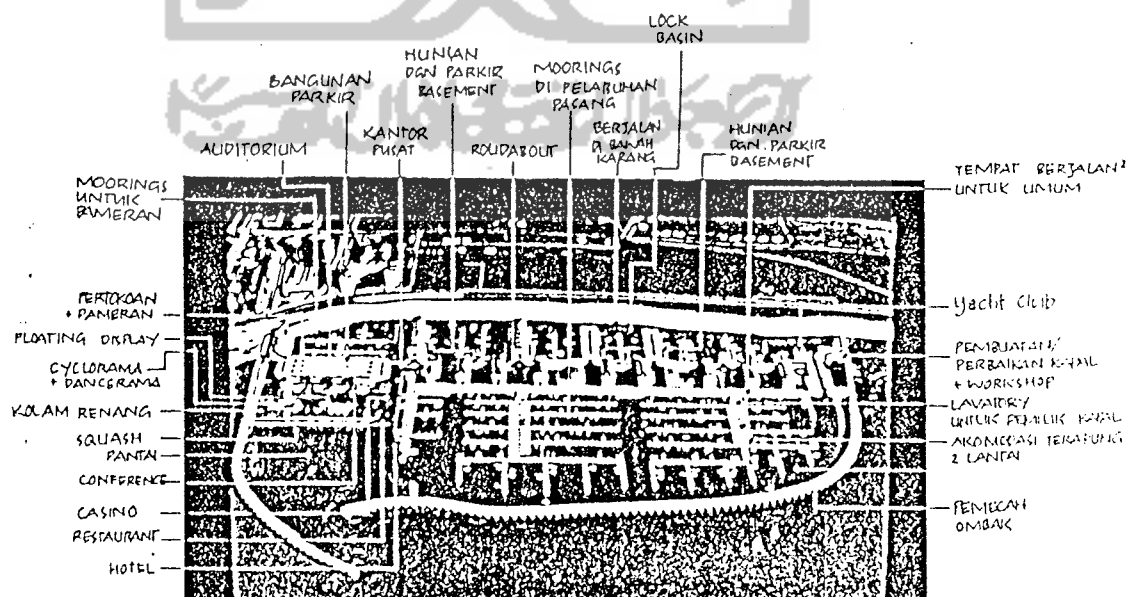 LOCK
BASIN
HUNIAN
DGN PARKIR
BASEMENT
MOORINGS
DI PELABUHAN
PASANG
BANGUNAN
PARKIR
BERJALAN
DI BAWAH
KARANG
HUNIAN
DGN. PARKIR
BASEMENT
KANTOR
PUSAT
AUDITORIUM
ROUDABOUT
MOORINGS
UNTUK
PAMERAN
PERTOKOAN
+ PAMERAN
FLOATING DISPLAY
CYCLORAMA
+ DANCERAMA
KOLAM RENANG
SQUASH
PANTAI
CONFERENCE
CASINO
RESTAURANT
HOTEL
TEMPAT BERJALAN²
UNTUK UMUM
Yacht Club
PEMBUATAN/
PERBAIKAN KAPAL
+ WORKSHOP
LAVATORY
UNTUK PEMILIK KAPAL
AKOMODASI TERAPUNG
2 LANTAI
PEMECAH
OMBAK